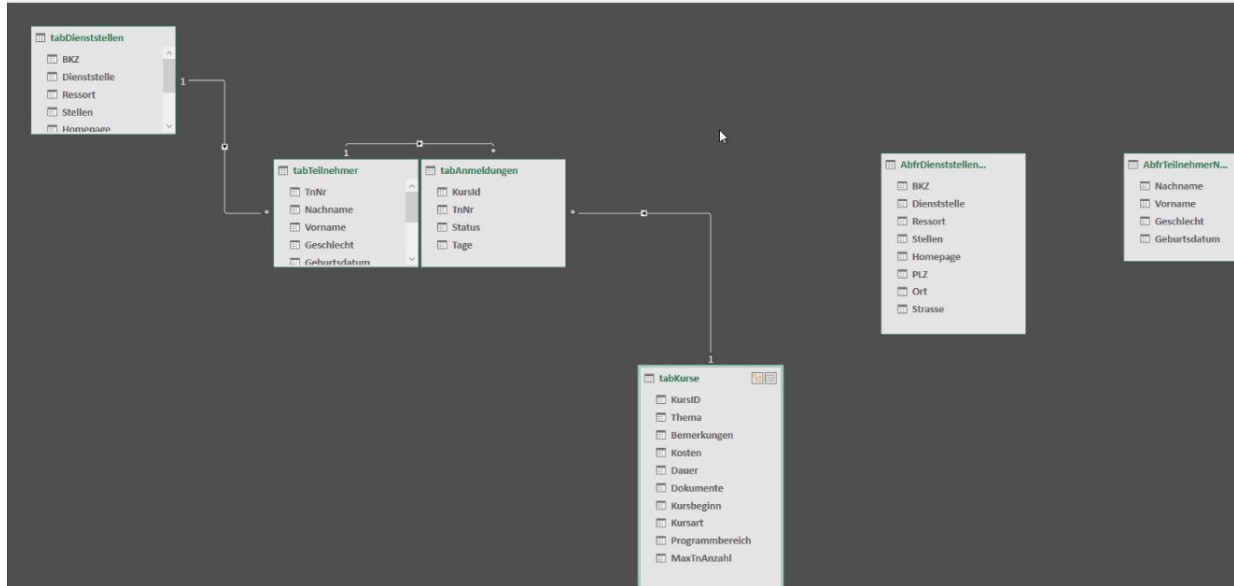 tabDienststellen
BKZ
Dienststelle
Ressort
Stellen
Homepage
1
*
tabTeilnehmer
TnNr
Nachname
Vorname
Geschlecht
Geburtsdatum
1
*
tabAnmeldungen
KursId
TnNr
Status
Tage
*
1
tabKurse
KursID
Thema
Bemerkungen
Kosten
Dauer
Dokumente
Kursbeginn
Kursart
Programmbereich
MaxTnAnzahl
AbfrDienststellen...
BKZ
Dienststelle
Ressort
Stellen
Homepage
PLZ
Ort
Strasse
AbfrTeilnehmerN...
Nachname
Vorname
Geschlecht
Geburtsdatum